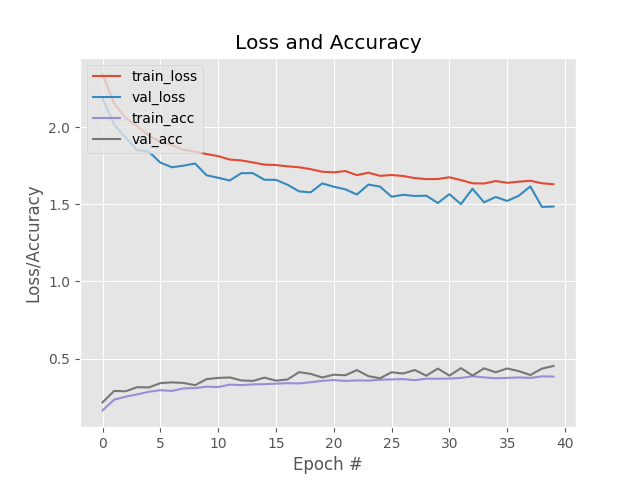 Loss and Accuracy
train_loss
val_loss
train_acc
val_acc
2.0
1.5
1.0
0.5
Loss/Accuracy
0
5
10
15
20
25
30
35
40
Epoch #